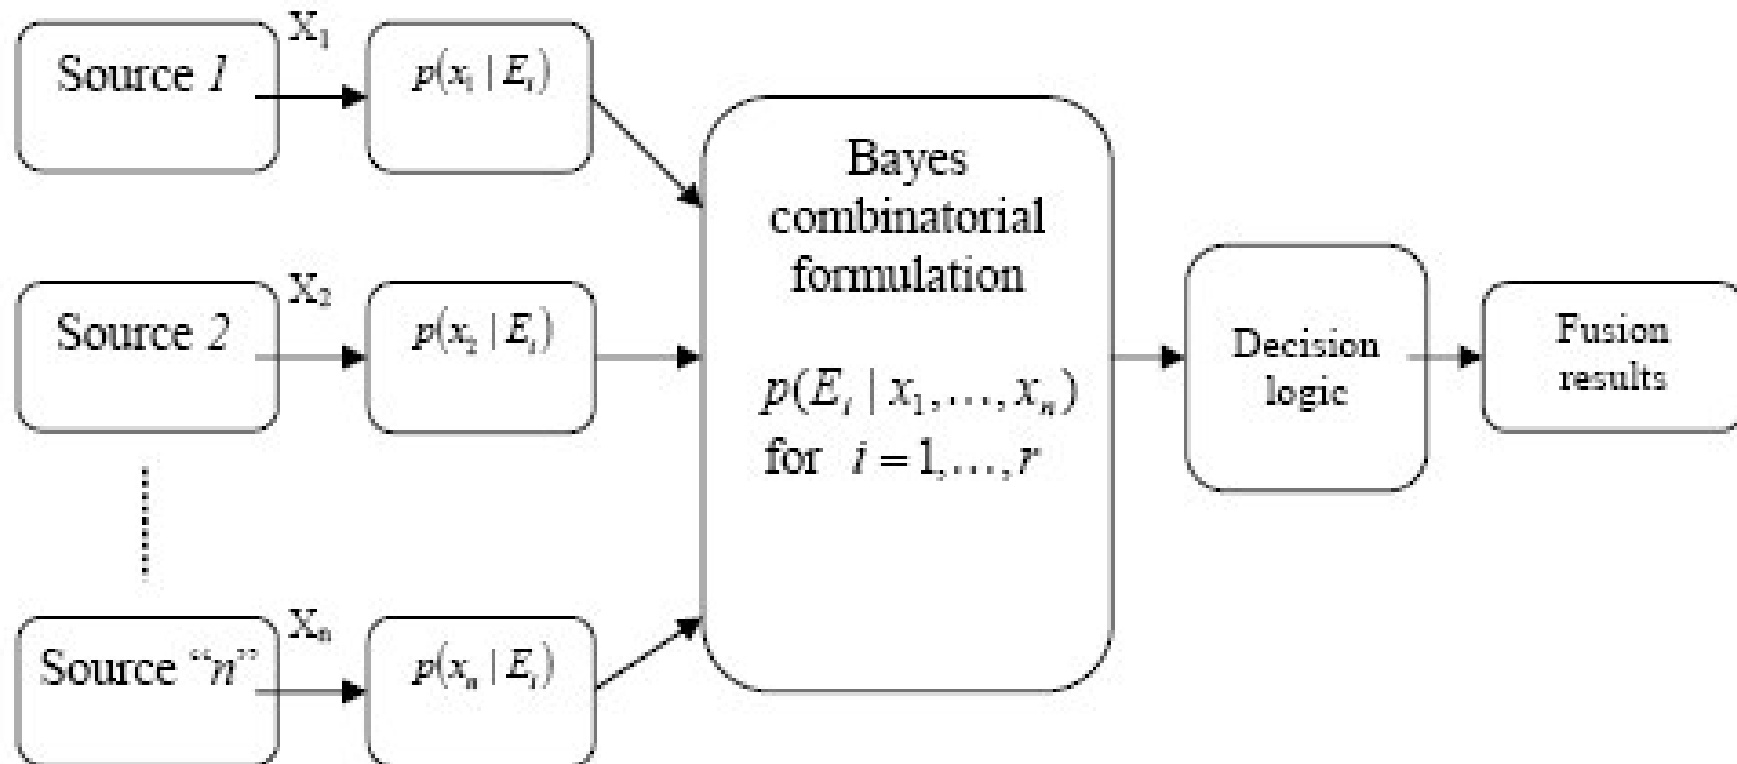 X₁
Source 1
p(x₁ | Eᵢ)
Bayes
combinatorial
formulation
p(Eᵢ | x₁,…,xₙ)
for i = 1,…,r
X₂
Source 2
p(x₂ | Eᵢ)
Decision
logic
Fusion
results
Xₙ
Source “n”
p(xₙ | Eᵢ)